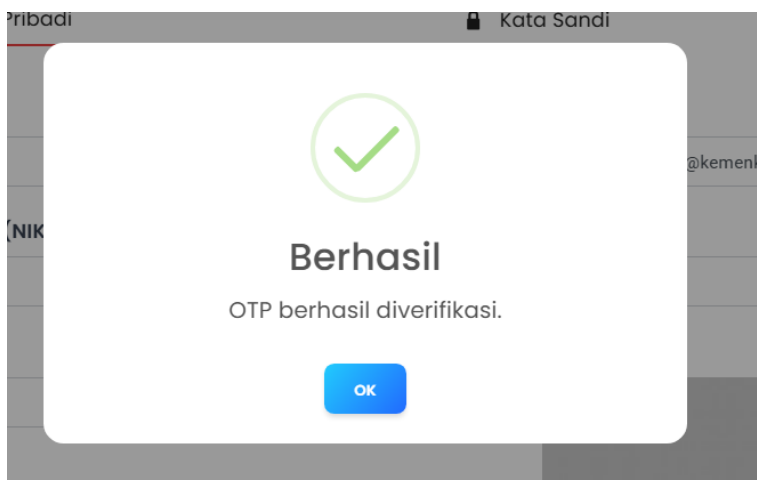 Pribadi
Kata Sandi
@kemenk
(NIK
Berhasil
OTP berhasil diverifikasi.
OK